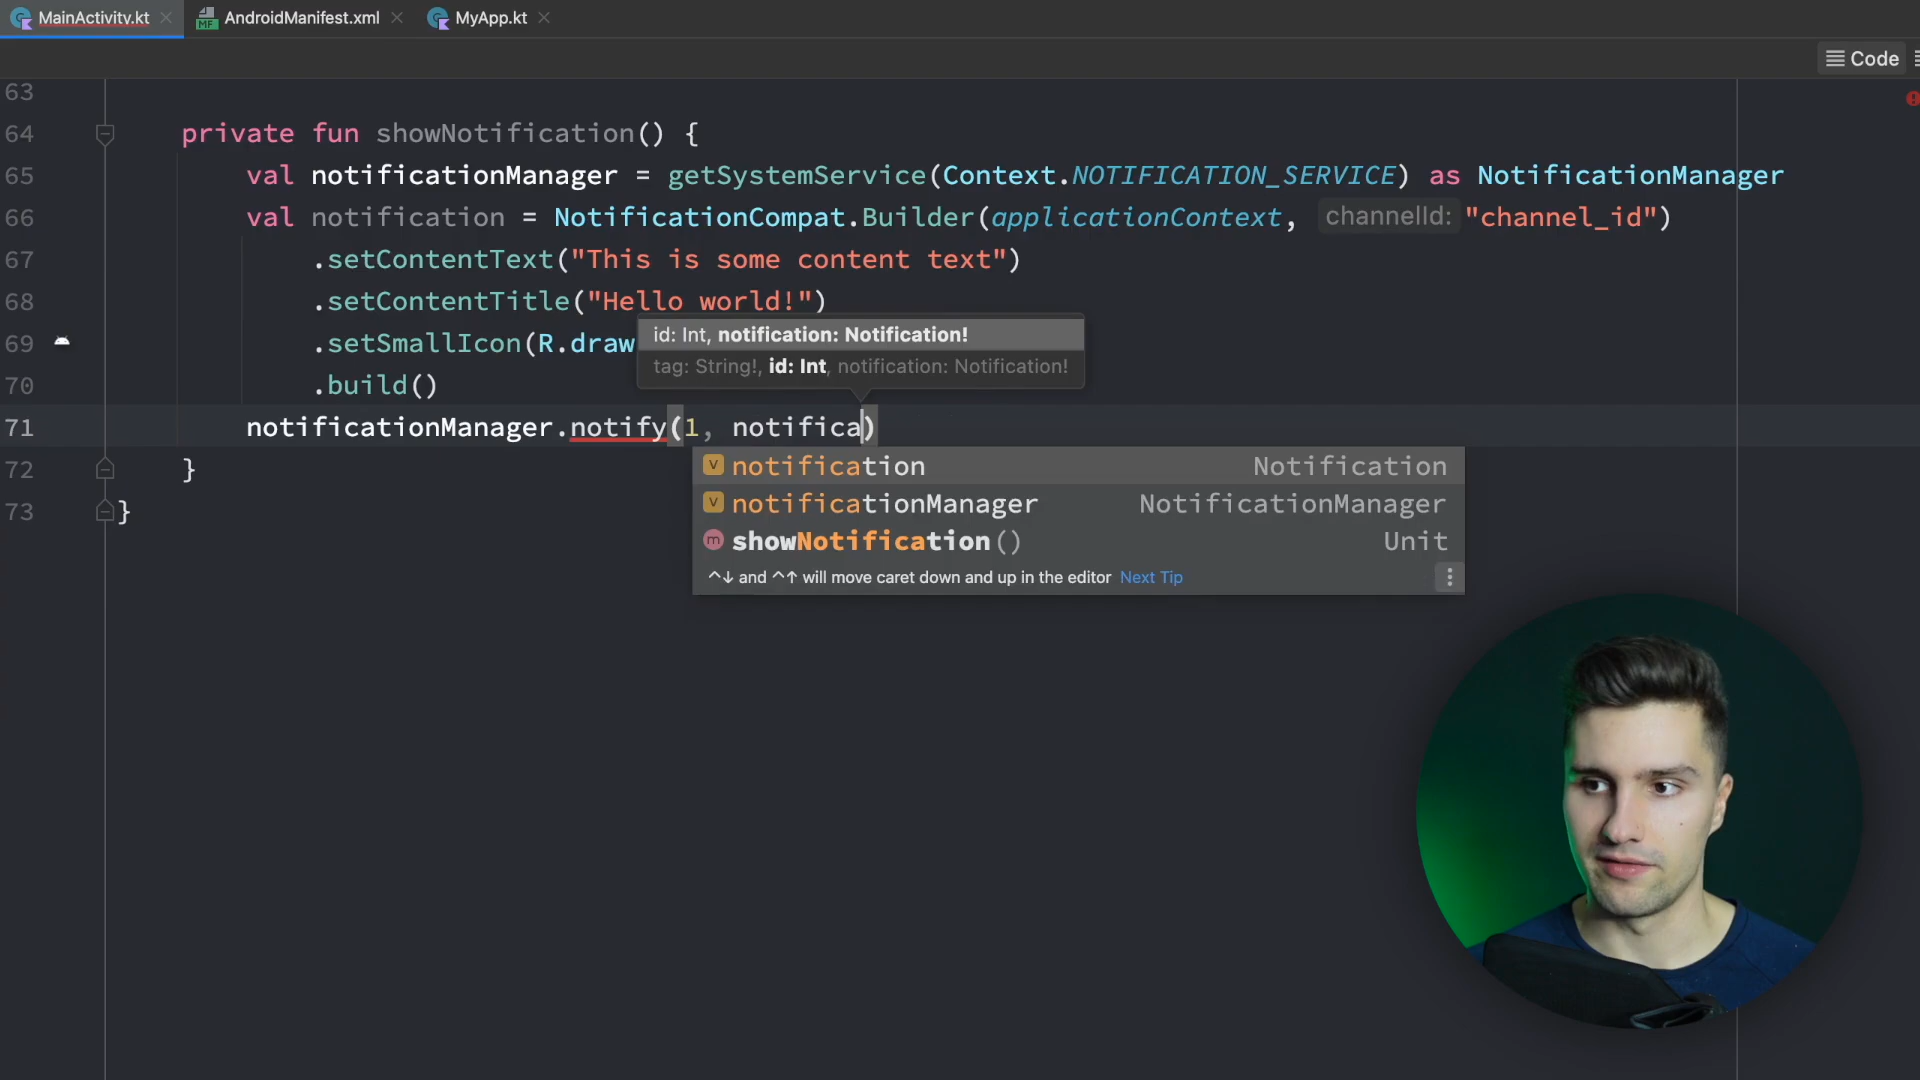 MainActivity.kt AndroidManifest.xml MyApp.kt
Code
63
64 private fun showNotification() {
65 val notificationManager = getSystemService(Context.NOTIFICATION_SERVICE) as NotificationManager
66 val notification = NotificationCompat.Builder(applicationContext, channelId: "channel_id")
67 .setContentText("This is some content text")
68 .setContentTitle("Hello world!")
69 .setSmallIcon(R.draw
id: Int, notification: Notification!
tag: String!, id: Int, notification: Notification!
70 .build()
71 notificationManager.notify(1, notifica)
72 }
73 }
notification Notification
notificationManager NotificationManager
showNotification() Unit
^↓ and ^↑ will move caret down and up in the editor Next Tip